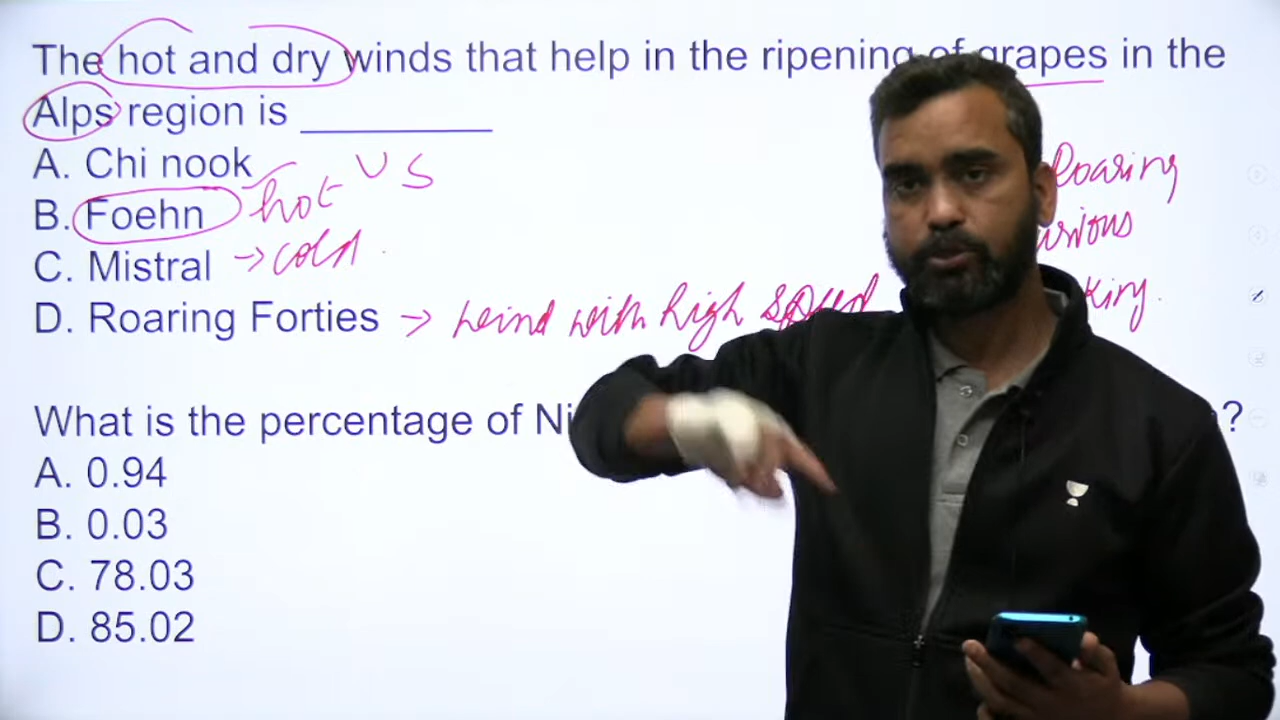 The hot and dry winds that help in the ripening of grapes in the
Alps region is __________
A. Chi nook US
B. Foehn hot
C. Mistral → cold
D. Roaring Forties → wind with high speed
Roaring
What is the percentage of ?
A. 0.94
B. 0.03
C. 78.03
D. 85.02